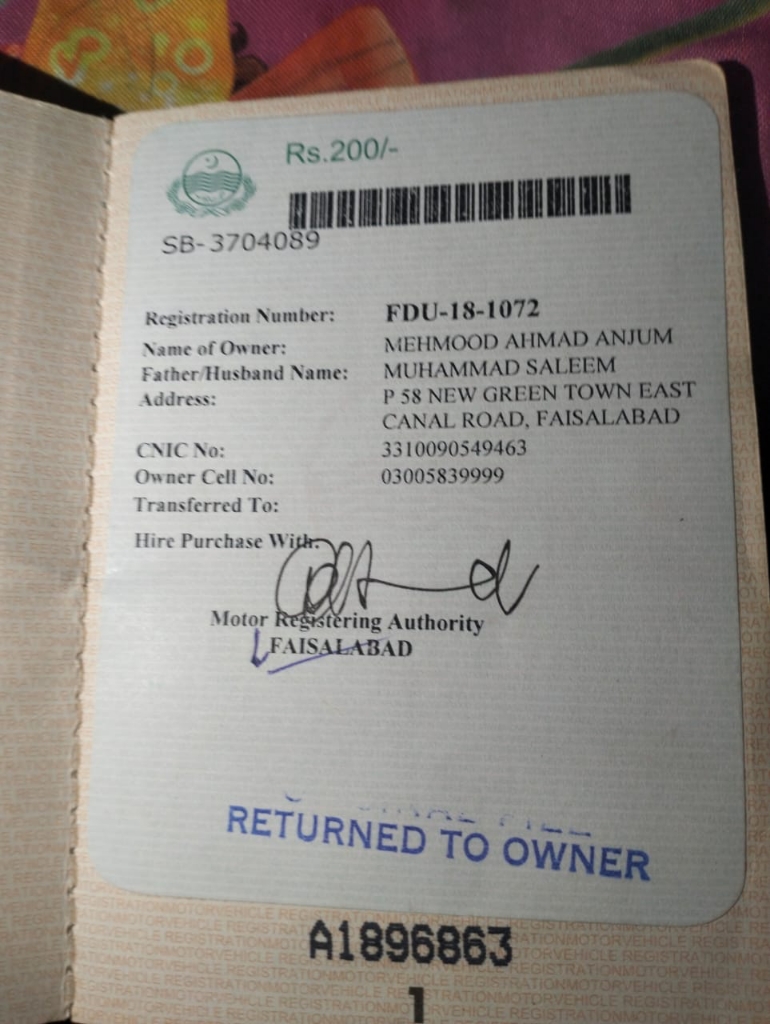 Rs.200/-
SB-3704089
Registration Number: FDU-18-1072
Name of Owner: MEHMOOD AHMAD ANJUM
Father/Husband Name: MUHAMMAD SALEEM
Address: P 58 NEW GREEN TOWN EAST
CANAL ROAD, FAISALABAD
CNIC No: 3310090549463
Owner Cell No: 03005839999
Transferred To:
Hire Purchase With:
Motor Registering Authority
FAISALABAD
RETURNED TO OWNER
A1896863
1